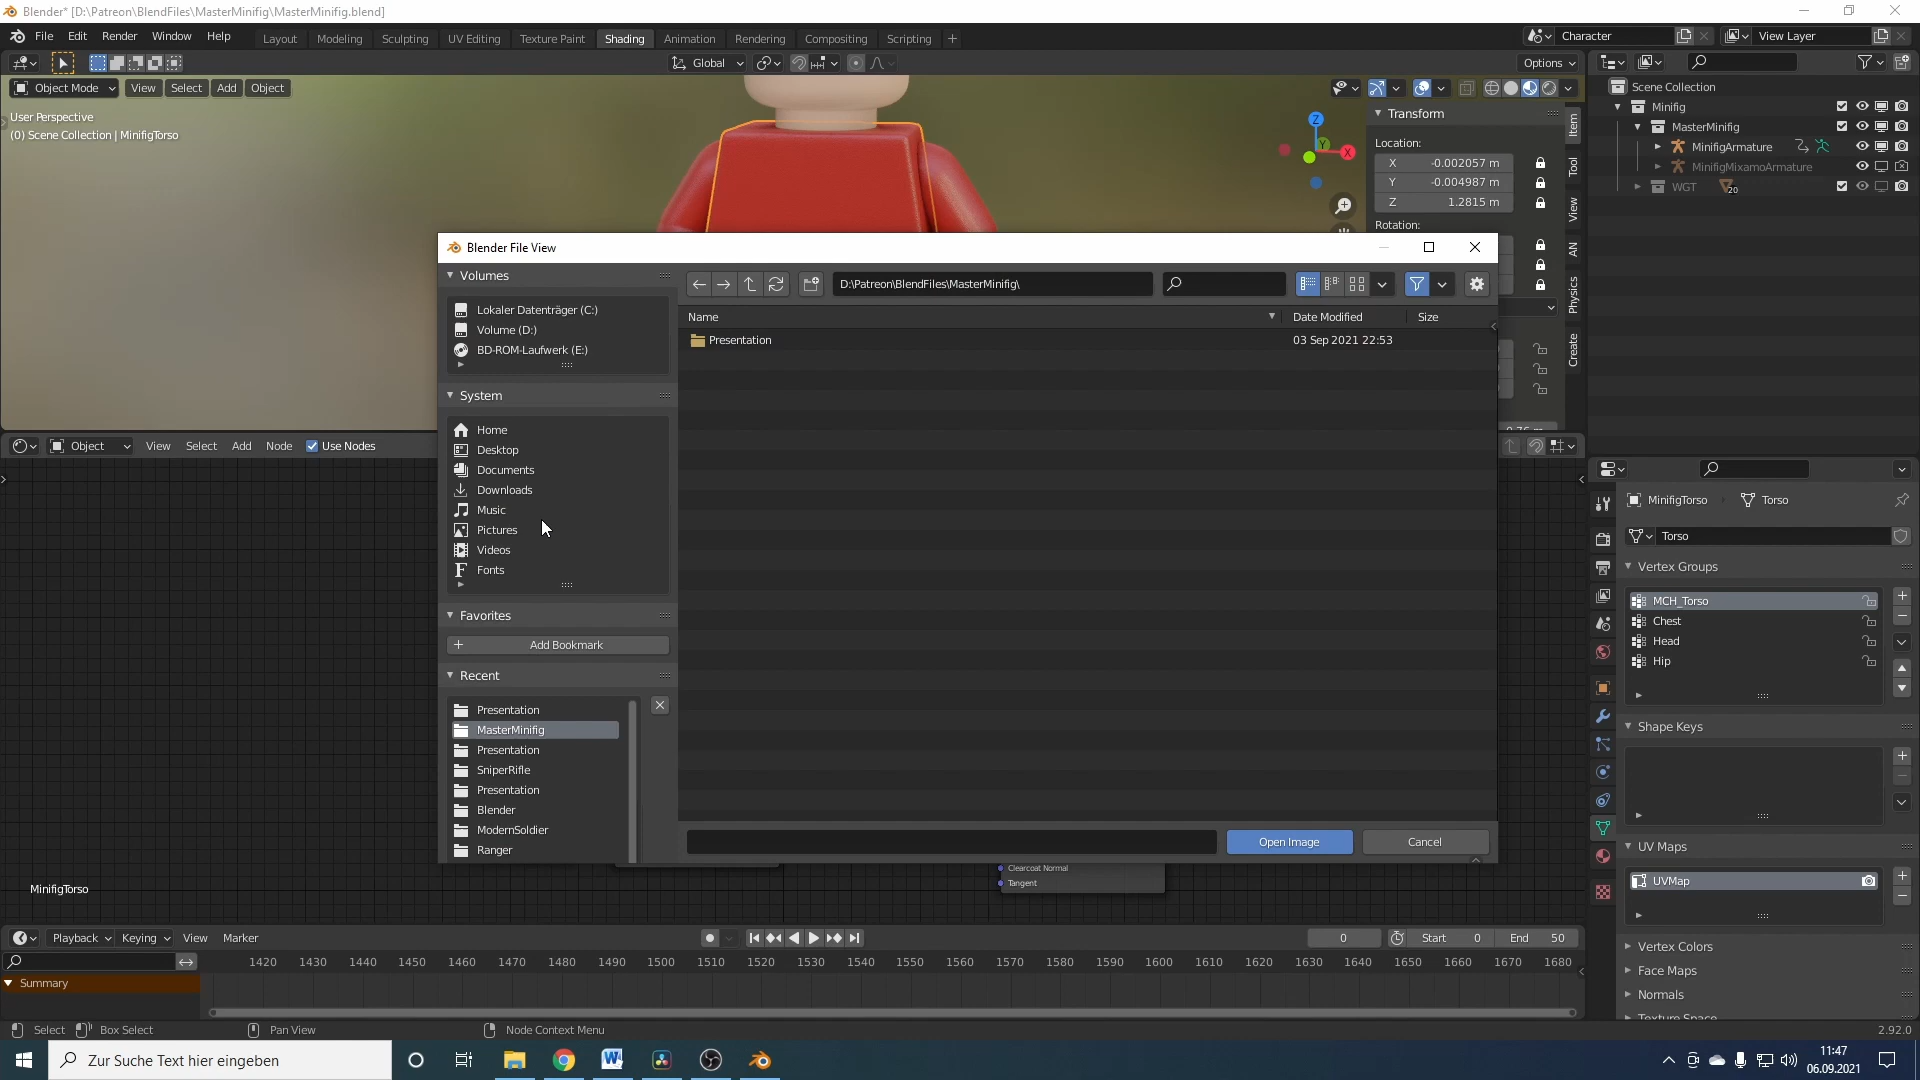 Blender* [D:\Patreon\BlendFiles\MasterMinifig\MasterMinifig.blend]
File Edit Render Window Help Layout Modeling Sculpting UV Editing Texture Paint Shading Animation Rendering Compositing Scripting + Character View Layer
Global Options
Object Mode View Select Add Object
User Perspective
(0) Scene Collection | MinifigTorso
Z
Y
X
Transform
Location:
X -0.002057 m
Y -0.004987 m
Z 1.2815 m
Rotation:
Item
Tool
View
AN
Physics
Create
Scene Collection
Minifig
MasterMinifig
MinifigArmature
MinifigMixamoArmature
WGT 20
Blender File View
Volumes
Lokaler Datenträger (C:)
Volume (D:)
BD-ROM-Laufwerk (E:)
System
Home
Desktop
Documents
Downloads
Music
Pictures
Videos
Fonts
Favorites
+ Add Bookmark
Recent
Presentation
MasterMinifig
Presentation
SniperRifle
Presentation
Blender
ModernSoldier
Ranger
D:\Patreon\BlendFiles\MasterMinifig\
Name Date Modified Size
Presentation 03 Sep 2021 22:53
Open Image Cancel
Object View Select Add Node Use Nodes
Clearcoat Normal
Tangent
MinifigTorso
MinifigTorso Torso
Torso
Vertex Groups
MCH_Torso
Chest
Head
Hip
Shape Keys
UV Maps
UVMap
Vertex Colors
Face Maps
Normals
Texture Space
Playback Keying View Marker 0 Start 0 End 50
1420 1430 1440 1450 1460 1470 1480 1490 1500 1510 1520 1530 1540 1550 1560 1570 1580 1590 1600 1610 1620 1630 1640 1650 1660 1670 1680
Summary
Select Box Select Pan View Node Context Menu 2.92.0
Zur Suche Text hier eingeben
11:47
06.09.2021